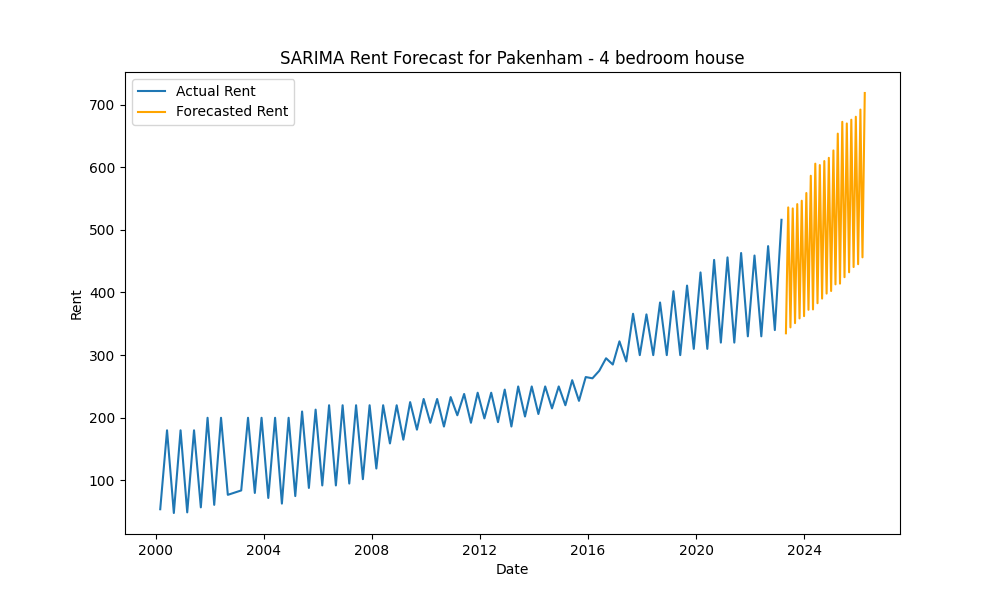 SARIMA Rent Forecast for Pakenham - 4 bedroom house
Actual Rent
Forecasted Rent
700
600
500
400
300
200
100
Rent
2000 2004 2008 2012 2016 2020 2024
Date